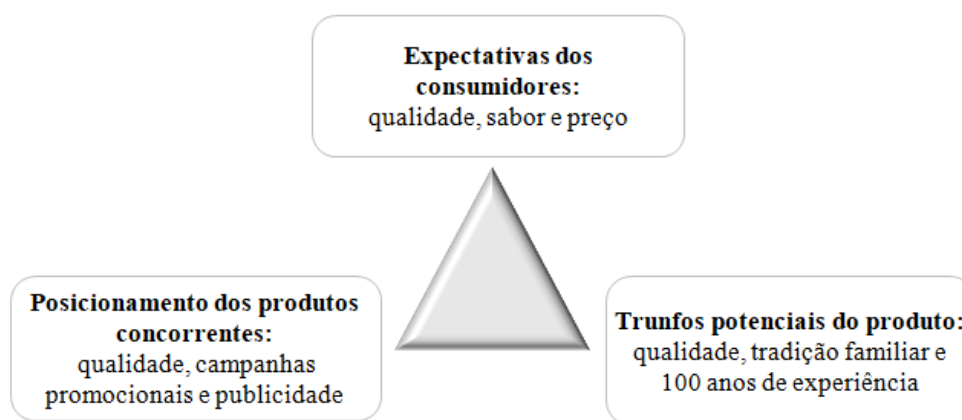 Expectativas dos
consumidores:
qualidade, sabor e preço
Posicionamento dos produtos
concorrentes:
qualidade, campanhas
promocionais e publicidade
Trunfos potenciais do produto:
qualidade, tradição familiar e
100 anos de experiência